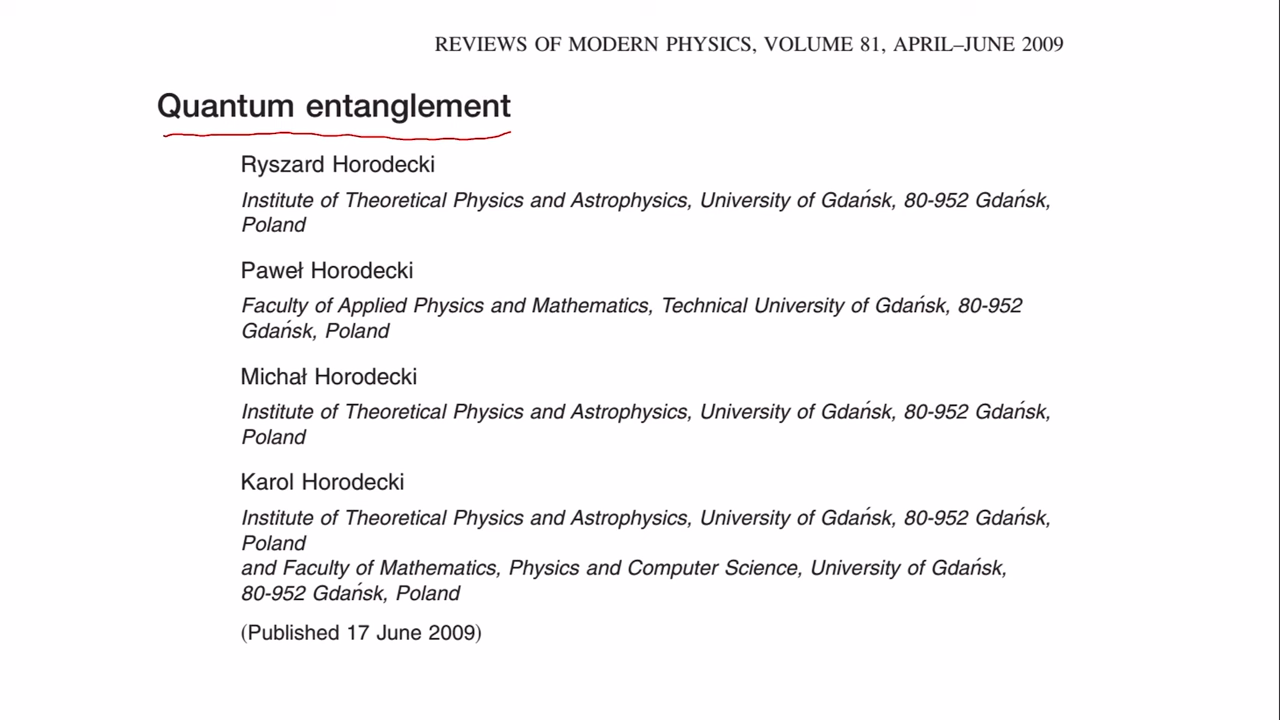 REVIEWS OF MODERN PHYSICS, VOLUME 81, APRIL–JUNE 2009
Quantum entanglement
Ryszard Horodecki
Institute of Theoretical Physics and Astrophysics, University of Gdańsk, 80-952 Gdańsk,
Poland
Paweł Horodecki
Faculty of Applied Physics and Mathematics, Technical University of Gdańsk, 80-952
Gdańsk, Poland
Michał Horodecki
Institute of Theoretical Physics and Astrophysics, University of Gdańsk, 80-952 Gdańsk,
Poland
Karol Horodecki
Institute of Theoretical Physics and Astrophysics, University of Gdańsk, 80-952 Gdańsk,
Poland
and Faculty of Mathematics, Physics and Computer Science, University of Gdańsk,
80-952 Gdańsk, Poland
(Published 17 June 2009)